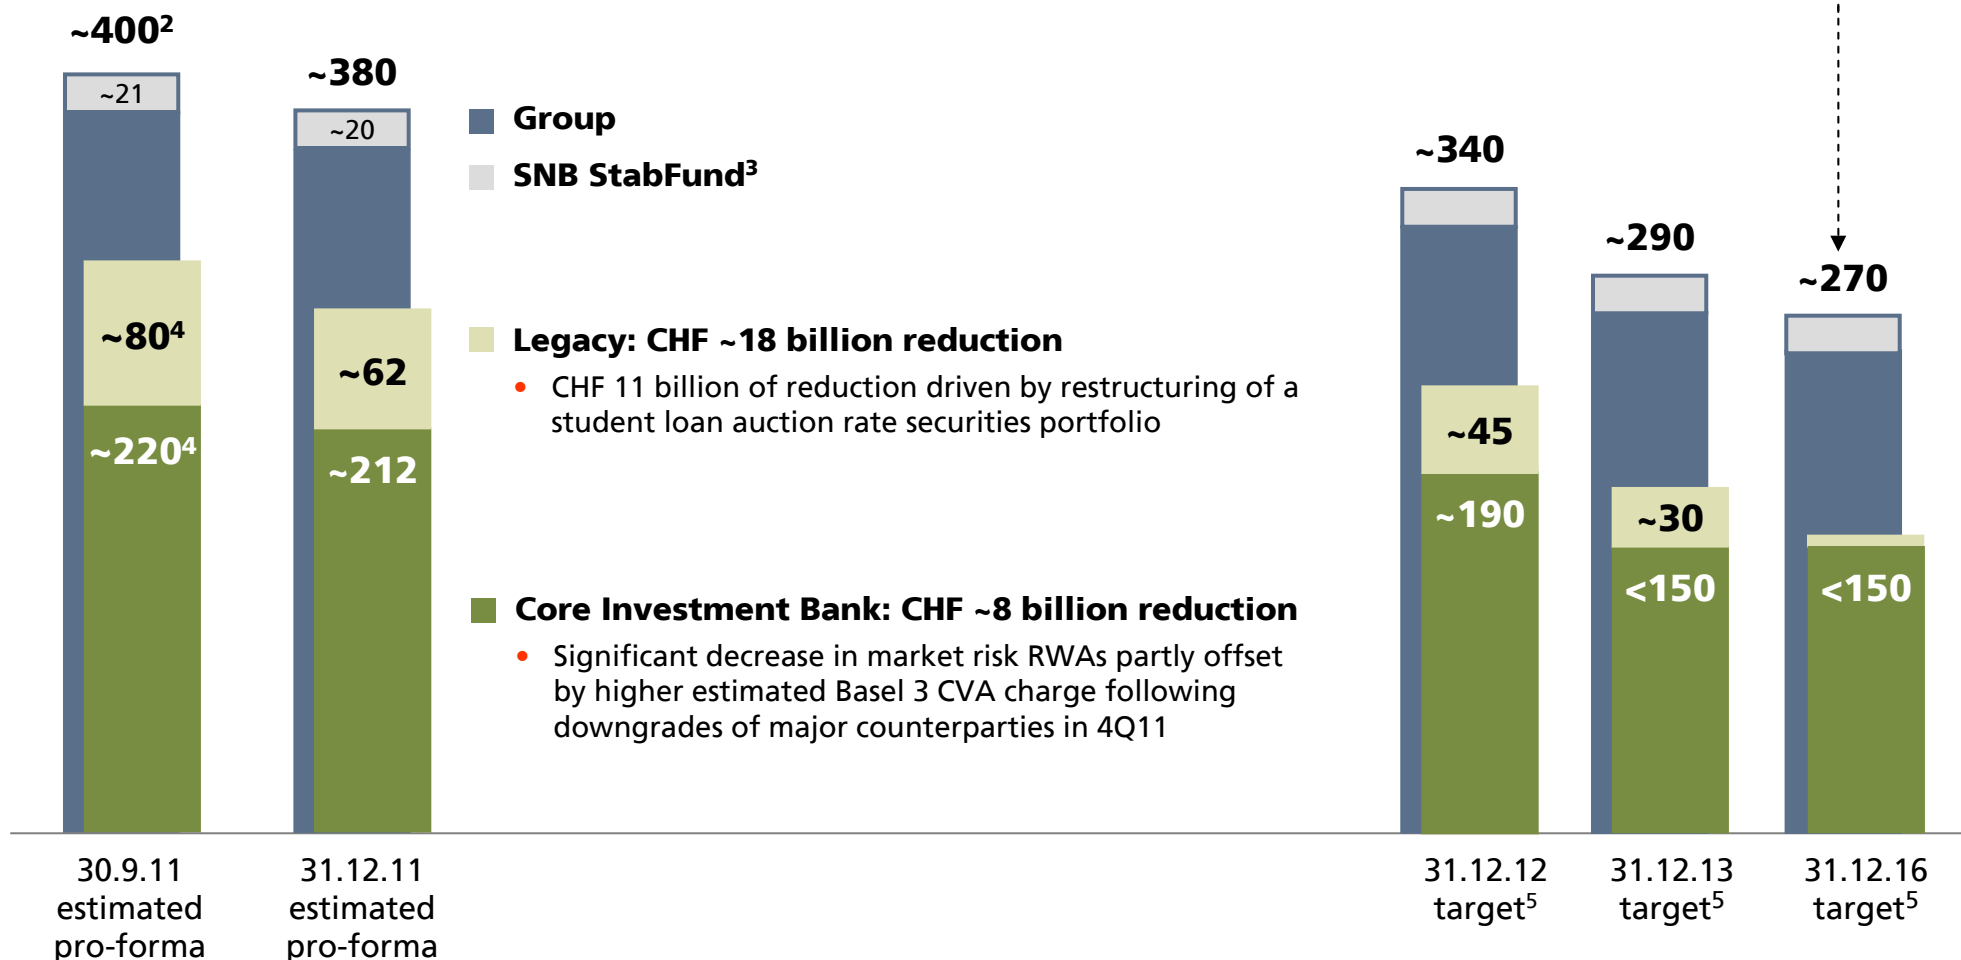 ~400²
~21
~380
~20
Group
SNB StabFund³
~80⁴
~220⁴
~62
~212
Legacy: CHF ~18 billion reduction
• CHF 11 billion of reduction driven by restructuring of a
student loan auction rate securities portfolio
Core Investment Bank: CHF ~8 billion reduction
• Significant decrease in market risk RWAs partly offset
by higher estimated Basel 3 CVA charge following
downgrades of major counterparties in 4Q11
~340
~45
~190
~290
~30
<150
~270
<150
30.9.11
estimated
pro-forma
31.12.11
estimated
pro-forma
31.12.12
target⁵
31.12.13
target⁵
31.12.16
target⁵